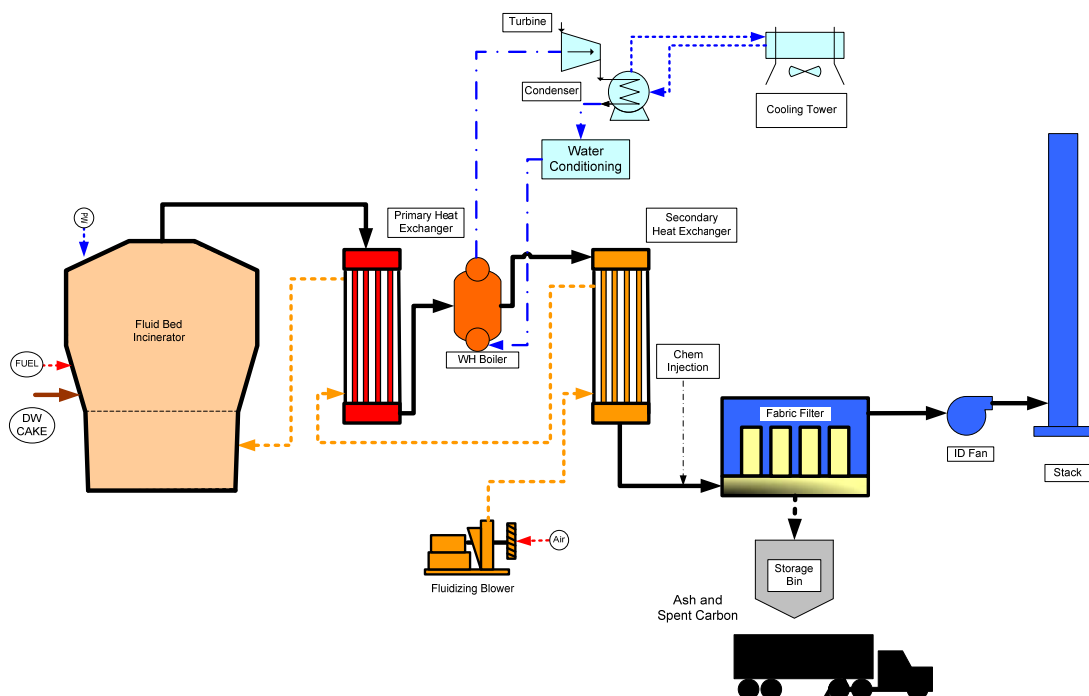 Turbine
Condenser
Cooling Tower
Water
Conditioning
PW
Primary Heat
Exchanger
Secondary
Heat Exchanger
Fluid Bed
Incinerator
WH Boiler
FUEL
DW
CAKE
Chem
Injection
Fabric Filter
ID Fan
Stack
Air
Fluidizing Blower
Storage
Bin
Ash and
Spent Carbon